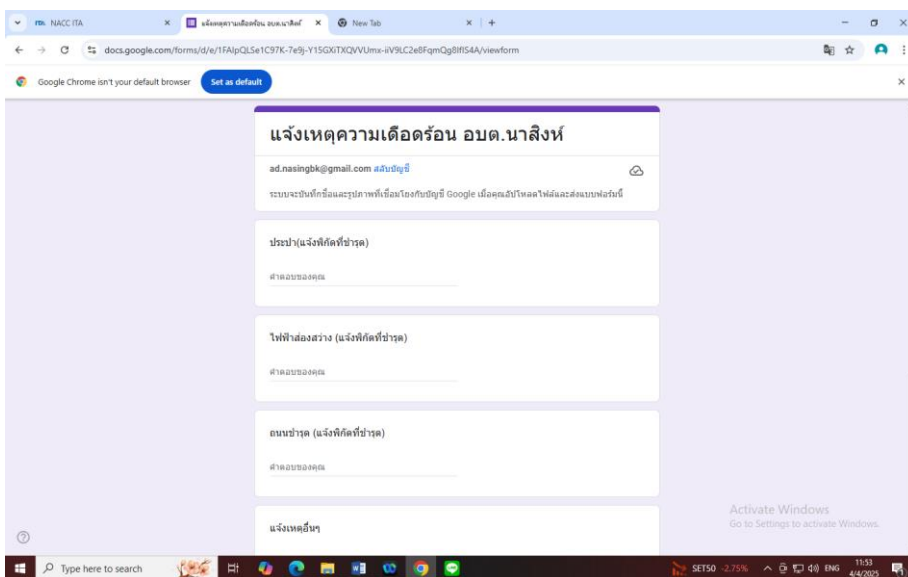 NACC ITA
แจ้งเหตุความเดือดร้อน อบต.นาสิงห์
New Tab
docs.google.com/forms/d/e/1FAIpQLSe1C97K-7e9j-Y15GXiTXQVVUmx-iiV9LC2e8FqmQg8IfIS4A/viewform
Google Chrome isn't your default browser
Set as default
แจ้งเหตุความเดือดร้อน อบต.นาสิงห์
ad.nasingbk@gmail.com สลับบัญชี
ระบบจะบันทึกชื่อและรูปภาพที่เชื่อมโยงกับบัญชี Google เมื่อคุณอัปโหลดไฟล์และส่งแบบฟอร์มนี้
ประปา(แจ้งพิกัดที่ชำรุด)
คำตอบของคุณ
ไฟฟ้าส่องสว่าง (แจ้งพิกัดที่ชำรุด)
คำตอบของคุณ
ถนนชำรุด (แจ้งพิกัดที่ชำรุด)
คำตอบของคุณ
แจ้งเหตุอื่นๆ
Activate Windows
Go to Settings to activate Windows.
Type here to search
SET50 -2.75%
ENG
11:53
4/4/2025